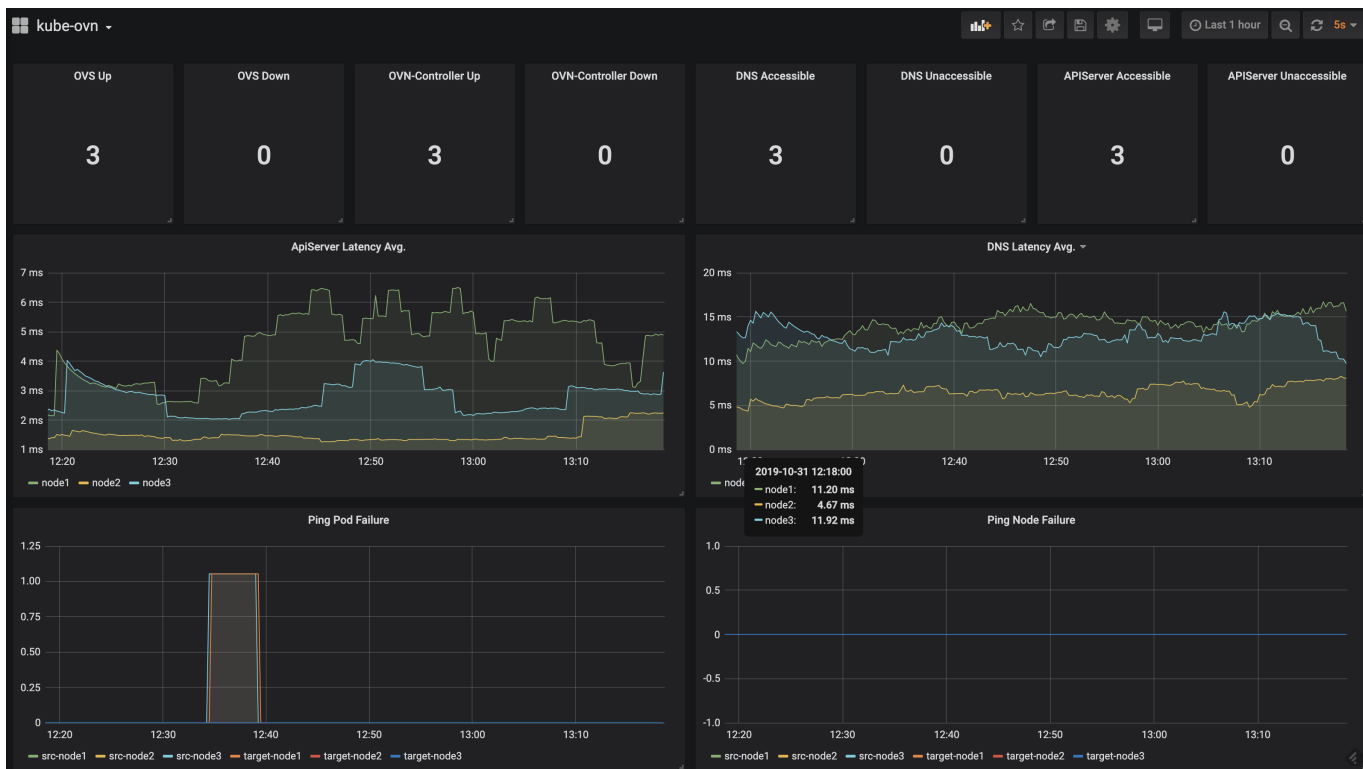 kube-ovn
Last 1 hour
5s
OVS Up
OVS Down
OVN-Controller Up
OVN-Controller Down
DNS Accessible
DNS Unaccessible
APIServer Accessible
APIServer Unaccessible
3
0
3
0
3
0
3
0
ApiServer Latency Avg.
7 ms
6 ms
5 ms
4 ms
3 ms
2 ms
1 ms
12:20 12:30 12:40 12:50 13:00 13:10
node1 node2 node3
DNS Latency Avg.
20 ms
15 ms
10 ms
5 ms
0 ms
12:40 12:50 13:00 13:10
2019-10-31 12:18:00
node1: 11.20 ms
node2: 4.67 ms
node3: 11.92 ms
Ping Pod Failure
1.25
1.00
0.75
0.50
0.25
0
12:20 12:30 12:40 12:50 13:00 13:10
src-node1 src-node2 src-node3 target-node1 target-node2 target-node3
Ping Node Failure
1.0
0.5
0
-0.5
-1.0
12:20 12:30 12:40 12:50 13:00 13:10
src-node1 src-node2 src-node3 target-node1 target-node2 target-node3